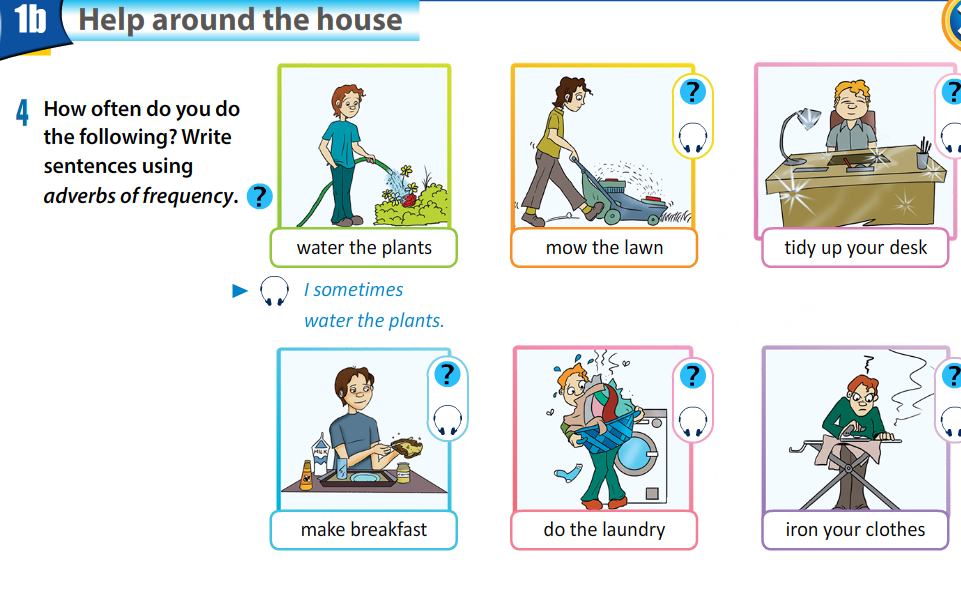 1b Help around the house
4 How often do you do
the following? Write
sentences using
adverbs of frequency. ?
?
?
water the plants
mow the lawn
tidy up your desk
I sometimes
water the plants.
?
?
?
MILK
make breakfast
do the laundry
iron your clothes